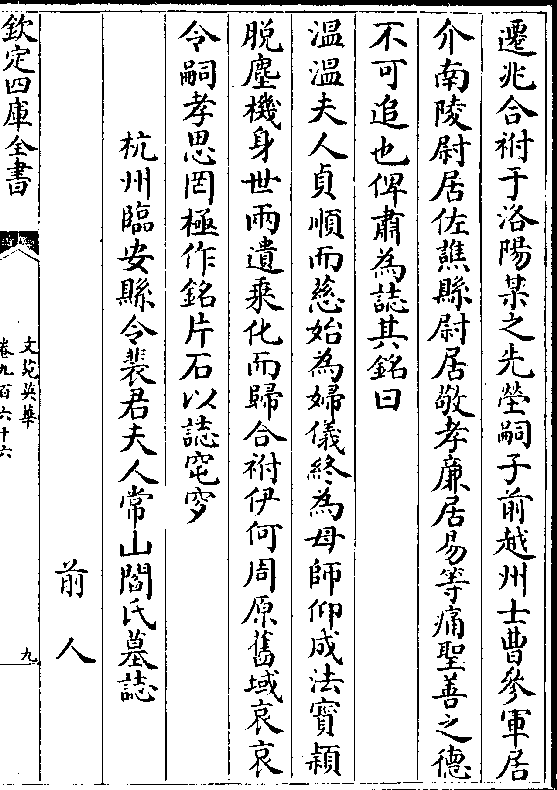 遷兆合祔于洛陽某之先塋嗣子前越州士曹參軍居
介南陵尉居佐譙縣尉居敬孝廉居易等痛聖善之德
不可追也俾肅為誌其銘曰
温温夫人貞順而慈始為婦儀終為母師仰成法寶穎
脱塵機身世兩遺乘化而歸合祔伊何周原舊域哀哀
令嗣孝思罔極作銘片石以誌窀穸
杭州臨安縣令裴君夫人常山閻氏墓誌
前人
欽定四庫全書
文苑英華
卷九百六十六
九